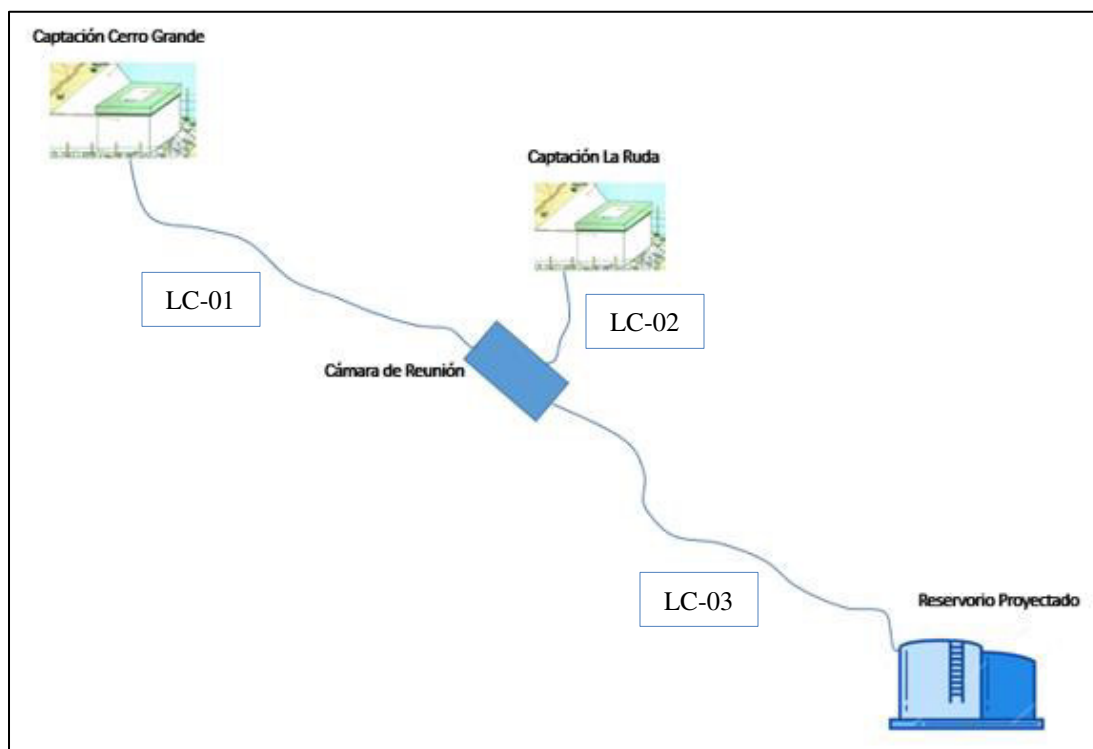 Captación Cerro Grande
Captación La Ruda
LC-01
LC-02
Cámara de Reunión
LC-03
Reservorio Proyectado